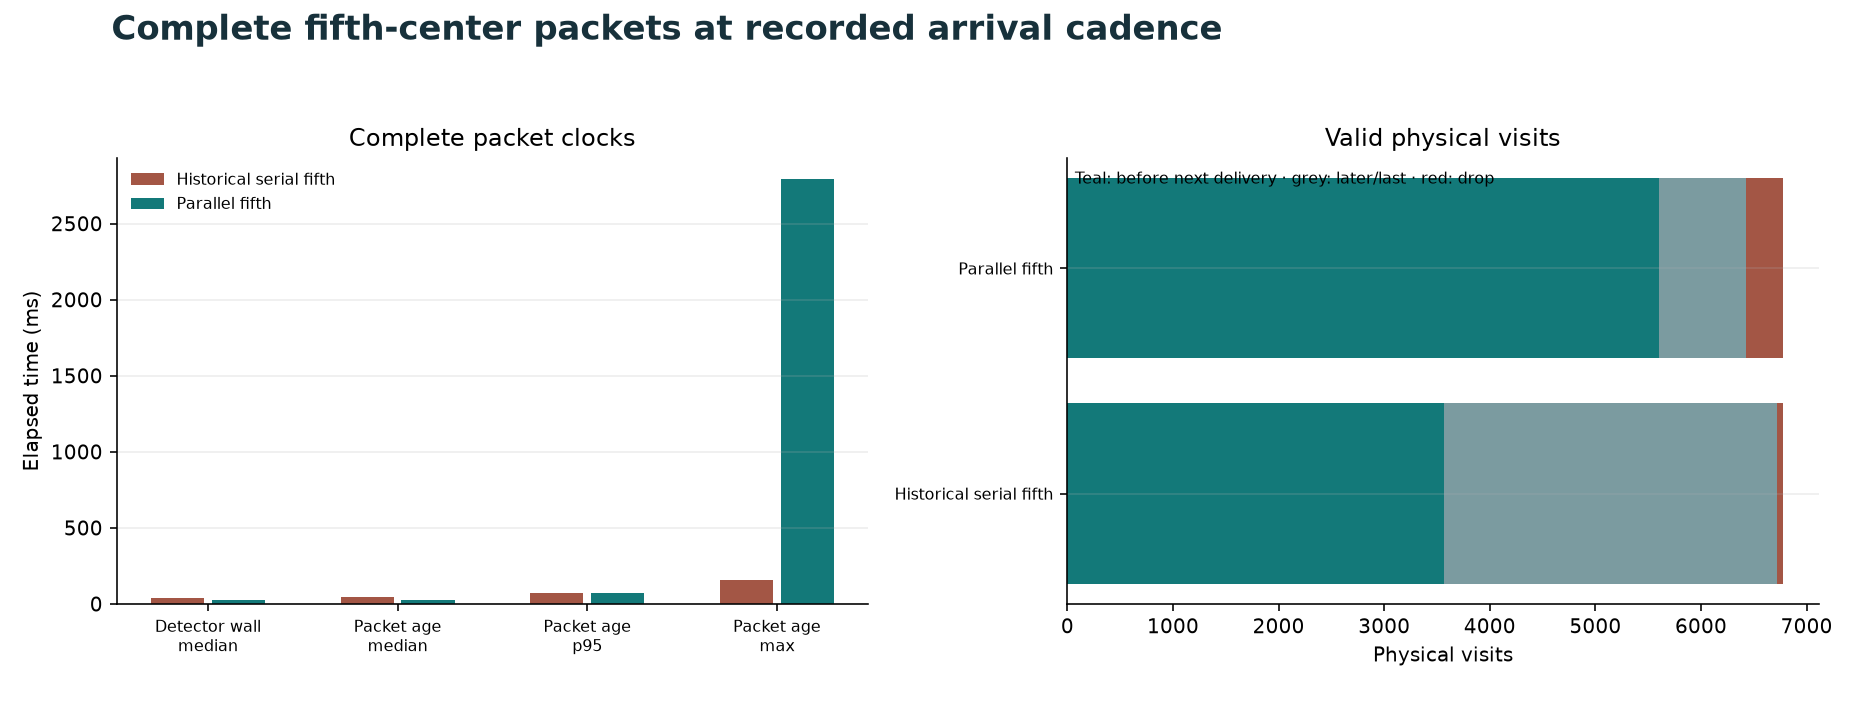 Complete fifth-center packets at recorded arrival cadence
Complete packet clocks
Historical serial fifth
Parallel fifth
Elapsed time (ms)
2500
2000
1500
1000
500
0
Detector wall
median
Packet age
median
Packet age
p95
Packet age
max
Valid physical visits
Teal: before next delivery · grey: later/last · red: drop
Parallel fifth
Historical serial fifth
0 1000 2000 3000 4000 5000 6000 7000
Physical visits